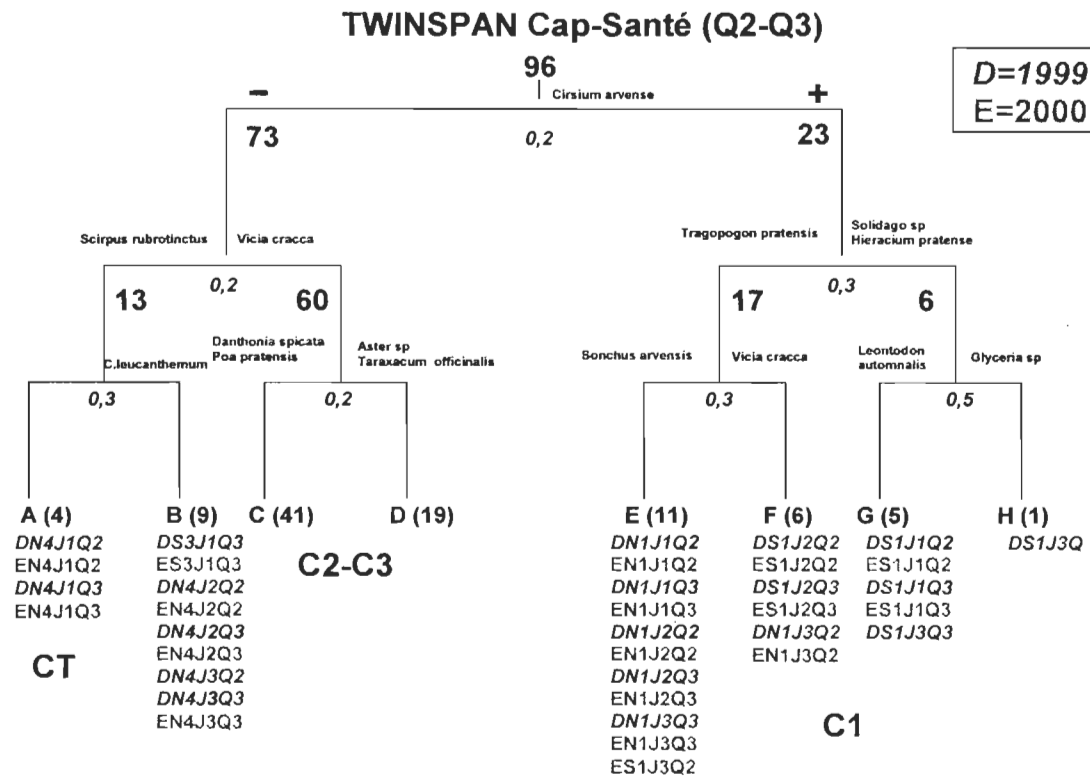 TWINSPAN Cap-Santé (Q2-Q3)
D=1999
E=2000
96
Cirsium arvense
–
+
73
0,2
23
Scirpus rubrotinctus
Vicia cracca
Tragopogon pratensis
Solidago sp
Hieracium pratense
13
0,2
60
17
0,3
6
C.leucanthemum
Danthonia spicata
Poa pratensis
Aster sp
Taraxacum officinalis
Sonchus arvensis
Vicia cracca
Leontodon
automnalis
Glyceria sp
0,3
0,2
0,3
0,5
A (4)
DN4J1Q2
EN4J1Q2
DN4J1Q3
EN4J1Q3
CT
B (9)
DS3J1Q3
ES3J1Q3
DN4J2Q2
EN4J2Q2
DN4J2Q3
EN4J2Q3
DN4J3Q2
DN4J3Q3
EN4J3Q3
C (41)
D (19)
C2-C3
E (11)
DN1J1Q2
EN1J1Q2
DN1J1Q3
EN1J1Q3
DN1J2Q2
EN1J2Q2
DN1J2Q3
EN1J2Q3
DN1J3Q3
EN1J3Q3
ES1J3Q2
F (6)
DS1J2Q2
ES1J2Q2
DS1J2Q3
ES1J2Q3
DN1J3Q2
EN1J3Q2
G (5)
DS1J1Q2
ES1J1Q2
DS1J1Q3
ES1J1Q3
DS1J3Q3
H (1)
DS1J3Q
C1